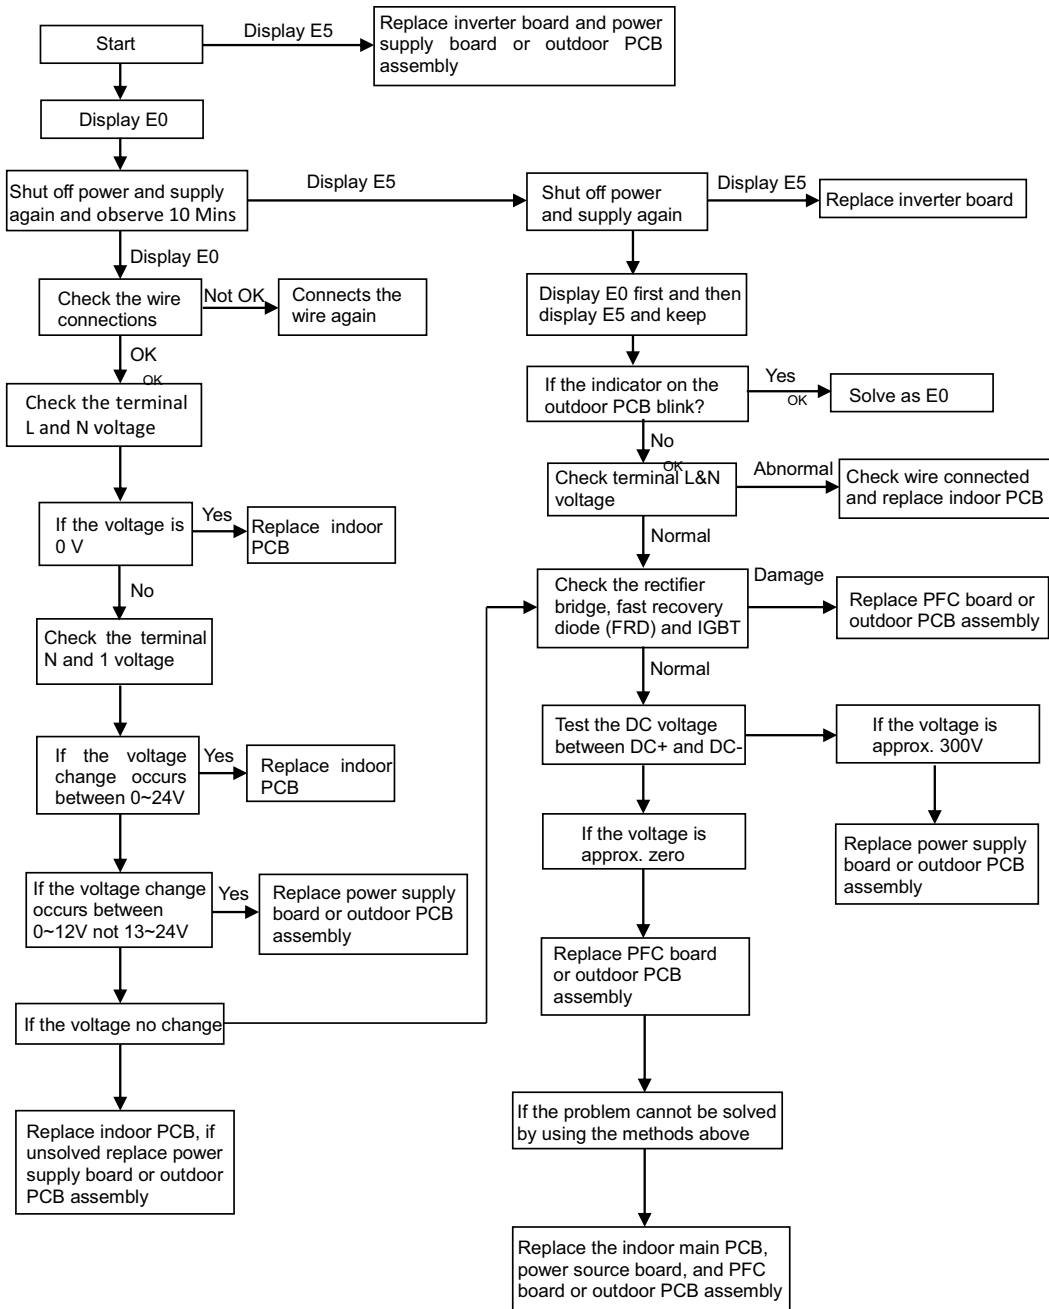 Start
Display E5
Replace inverter board and power
supply board or outdoor PCB
assembly
Display E0
Shut off power and supply
again and observe 10 Mins
Display E5
Shut off power
and supply again
Display E5
Replace inverter board
Display E0
Check the wire
connections
Not OK
Connects the
wire again
OK
OK
Check the terminal
L and N voltage
If the voltage is
0 V
Yes
Replace indoor
PCB
No
Check the terminal
N and 1 voltage
If the voltage
change occurs
between 0~24V
Yes
Replace indoor
PCB
If the voltage change
occurs between
0~12V not 13~24V
Yes
Replace power supply
board or outdoor PCB
assembly
If the voltage no change
Replace indoor PCB, if
unsolved replace power
supply board or outdoor
PCB assembly
Display E0 first and then
display E5 and keep
If the indicator on the
outdoor PCB blink?
Yes
OK
Solve as E0
No
OK
Check terminal L&N
voltage
Abnormal
Check wire connected
and replace indoor PCB
Normal
Check the rectifier
bridge, fast recovery
diode (FRD) and IGBT
Damage
Replace PFC board or
outdoor PCB assembly
Normal
Test the DC voltage
between DC+ and DC-
If the voltage is
approx. 300V
Replace power supply
board or outdoor PCB
assembly
If the voltage is
approx. zero
Replace PFC board
or outdoor PCB
assembly
If the problem cannot be solved
by using the methods above
Replace the indoor main PCB,
power source board, and PFC
board or outdoor PCB assembly